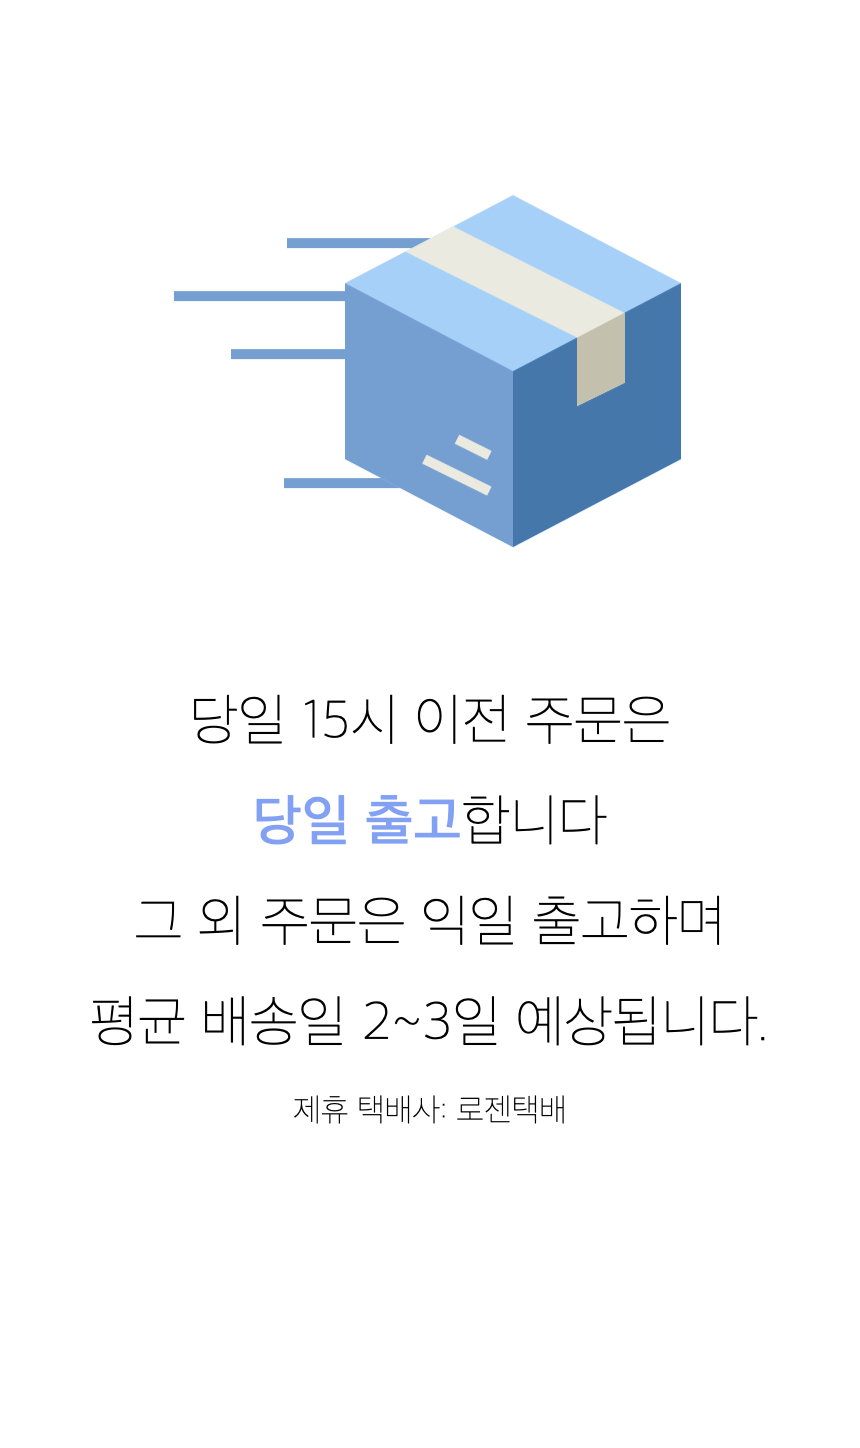 당일 15시 이전 주문은
당일 출고합니다
그 외 주문은 익일 출고하며
평균 배송일 2~3일 예상됩니다.
제휴 택배사: 로젠택배